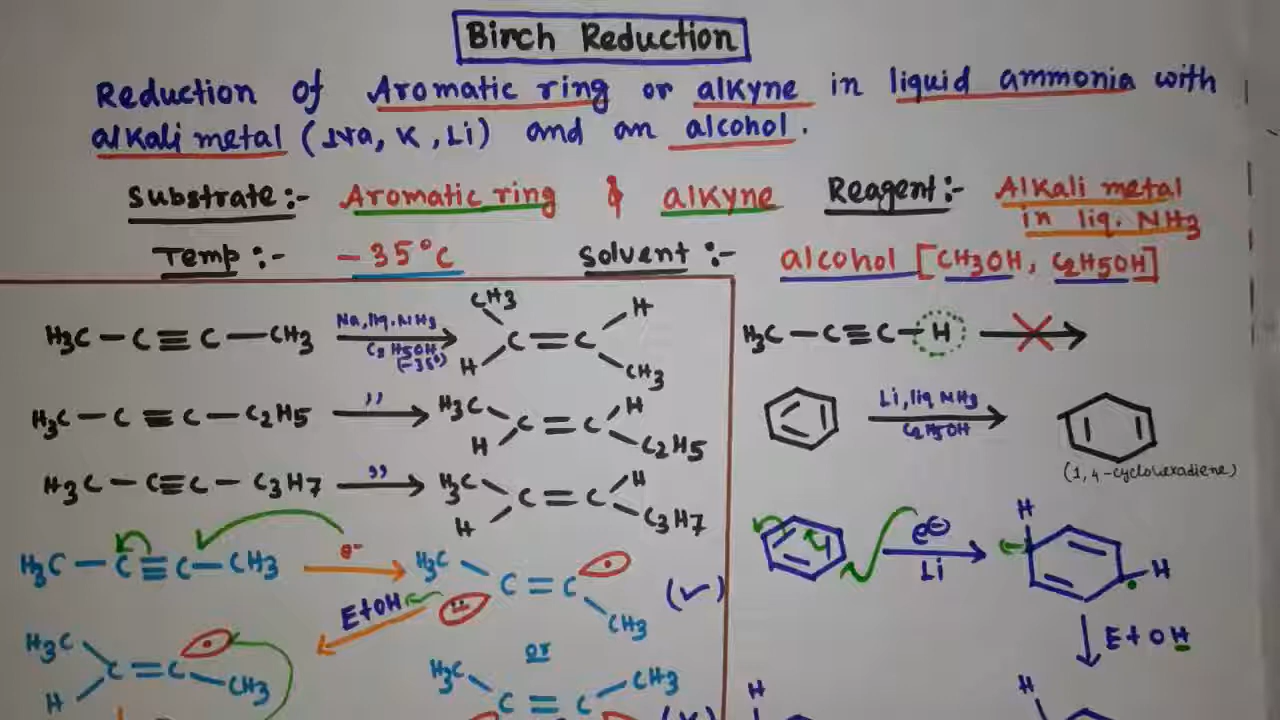 Birch Reduction
Reduction of Aromatic ring or alkyne in liquid ammonia with
alkali metal (Na, K, Li) and an alcohol.
Substrate:- Aromatic ring & alkyne Reagent:- Alkali metal
in liq. NH3
Temp:- -35°C Solvent:- alcohol [CH3OH, C2H5OH]
H3C - C ≡ C - CH3 Na, liq. NH3 C2H5OH (-35°) CH3 H C = C H CH3
H3C - C ≡ C - H
H3C - C ≡ C - C2H5 ,, H3C H C = C H C2H5
Li, liq NH3 C2H5OH
(1,4-cyclohexadiene)
H3C - C ≡ C - C3H7 ,, H3C H C = C H C3H7
H3C - C ≡ C - CH3 e- H3C C = C CH3 (✓)
e⊖ Li H H
EtOH
EtOH
H3C C = C H CH3
or
H3C C = C CH3
H H